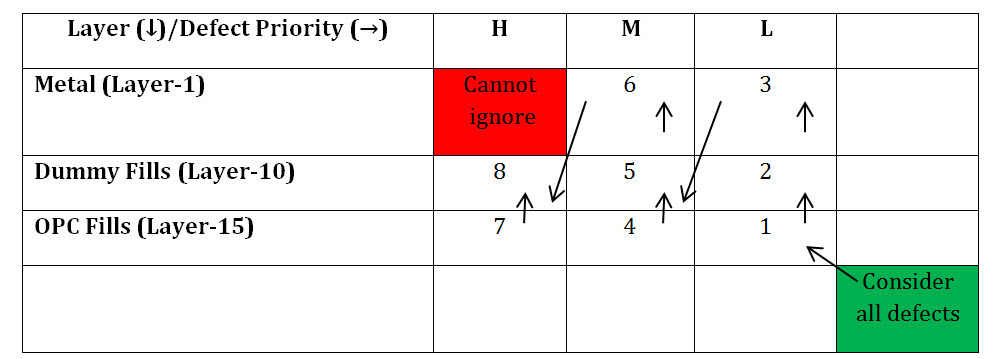 Layer (↓)/Defect Priority (→) H M L
Metal (Layer-1) Cannot ignore 6 3
Dummy Fills (Layer-10) 8 5 2
OPC Fills (Layer-15) 7 4 1
Consider
all defects